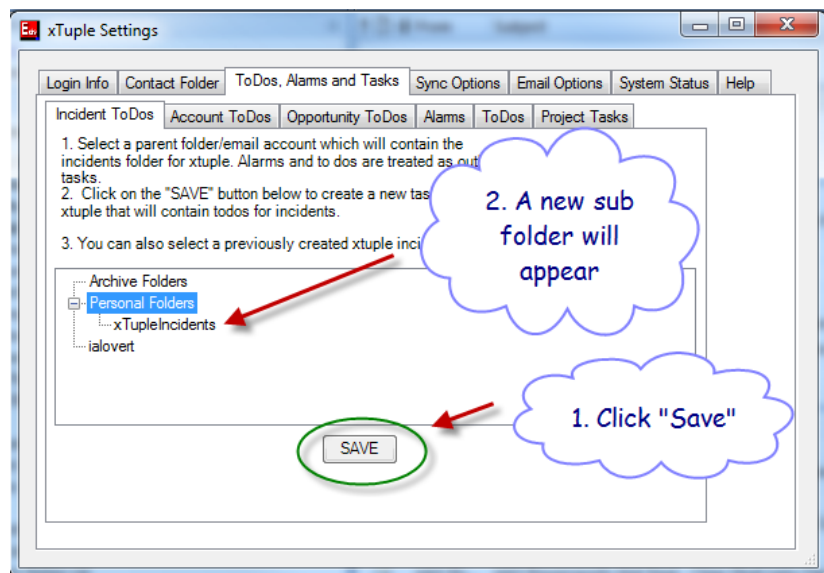 xTuple Settings
Login Info Contact Folder ToDos, Alarms and Tasks Sync Options Email Options System Status Help
Incident ToDos Account ToDos Opportunity ToDos Alarms ToDos Project Tasks
1. Select a parent folder/email account which will contain the
incidents folder for xtuple. Alarms and to dos are treated as out
tasks.
2. Click on the "SAVE" button below to create a new
xtuple that will contain todos for incidents.
3. You can also select a previously created xtuple
2. A new sub
folder will
appear
Archive Folders
Personal Folders
xTupleIncidents
ialovert
1. Click "Save"
SAVE